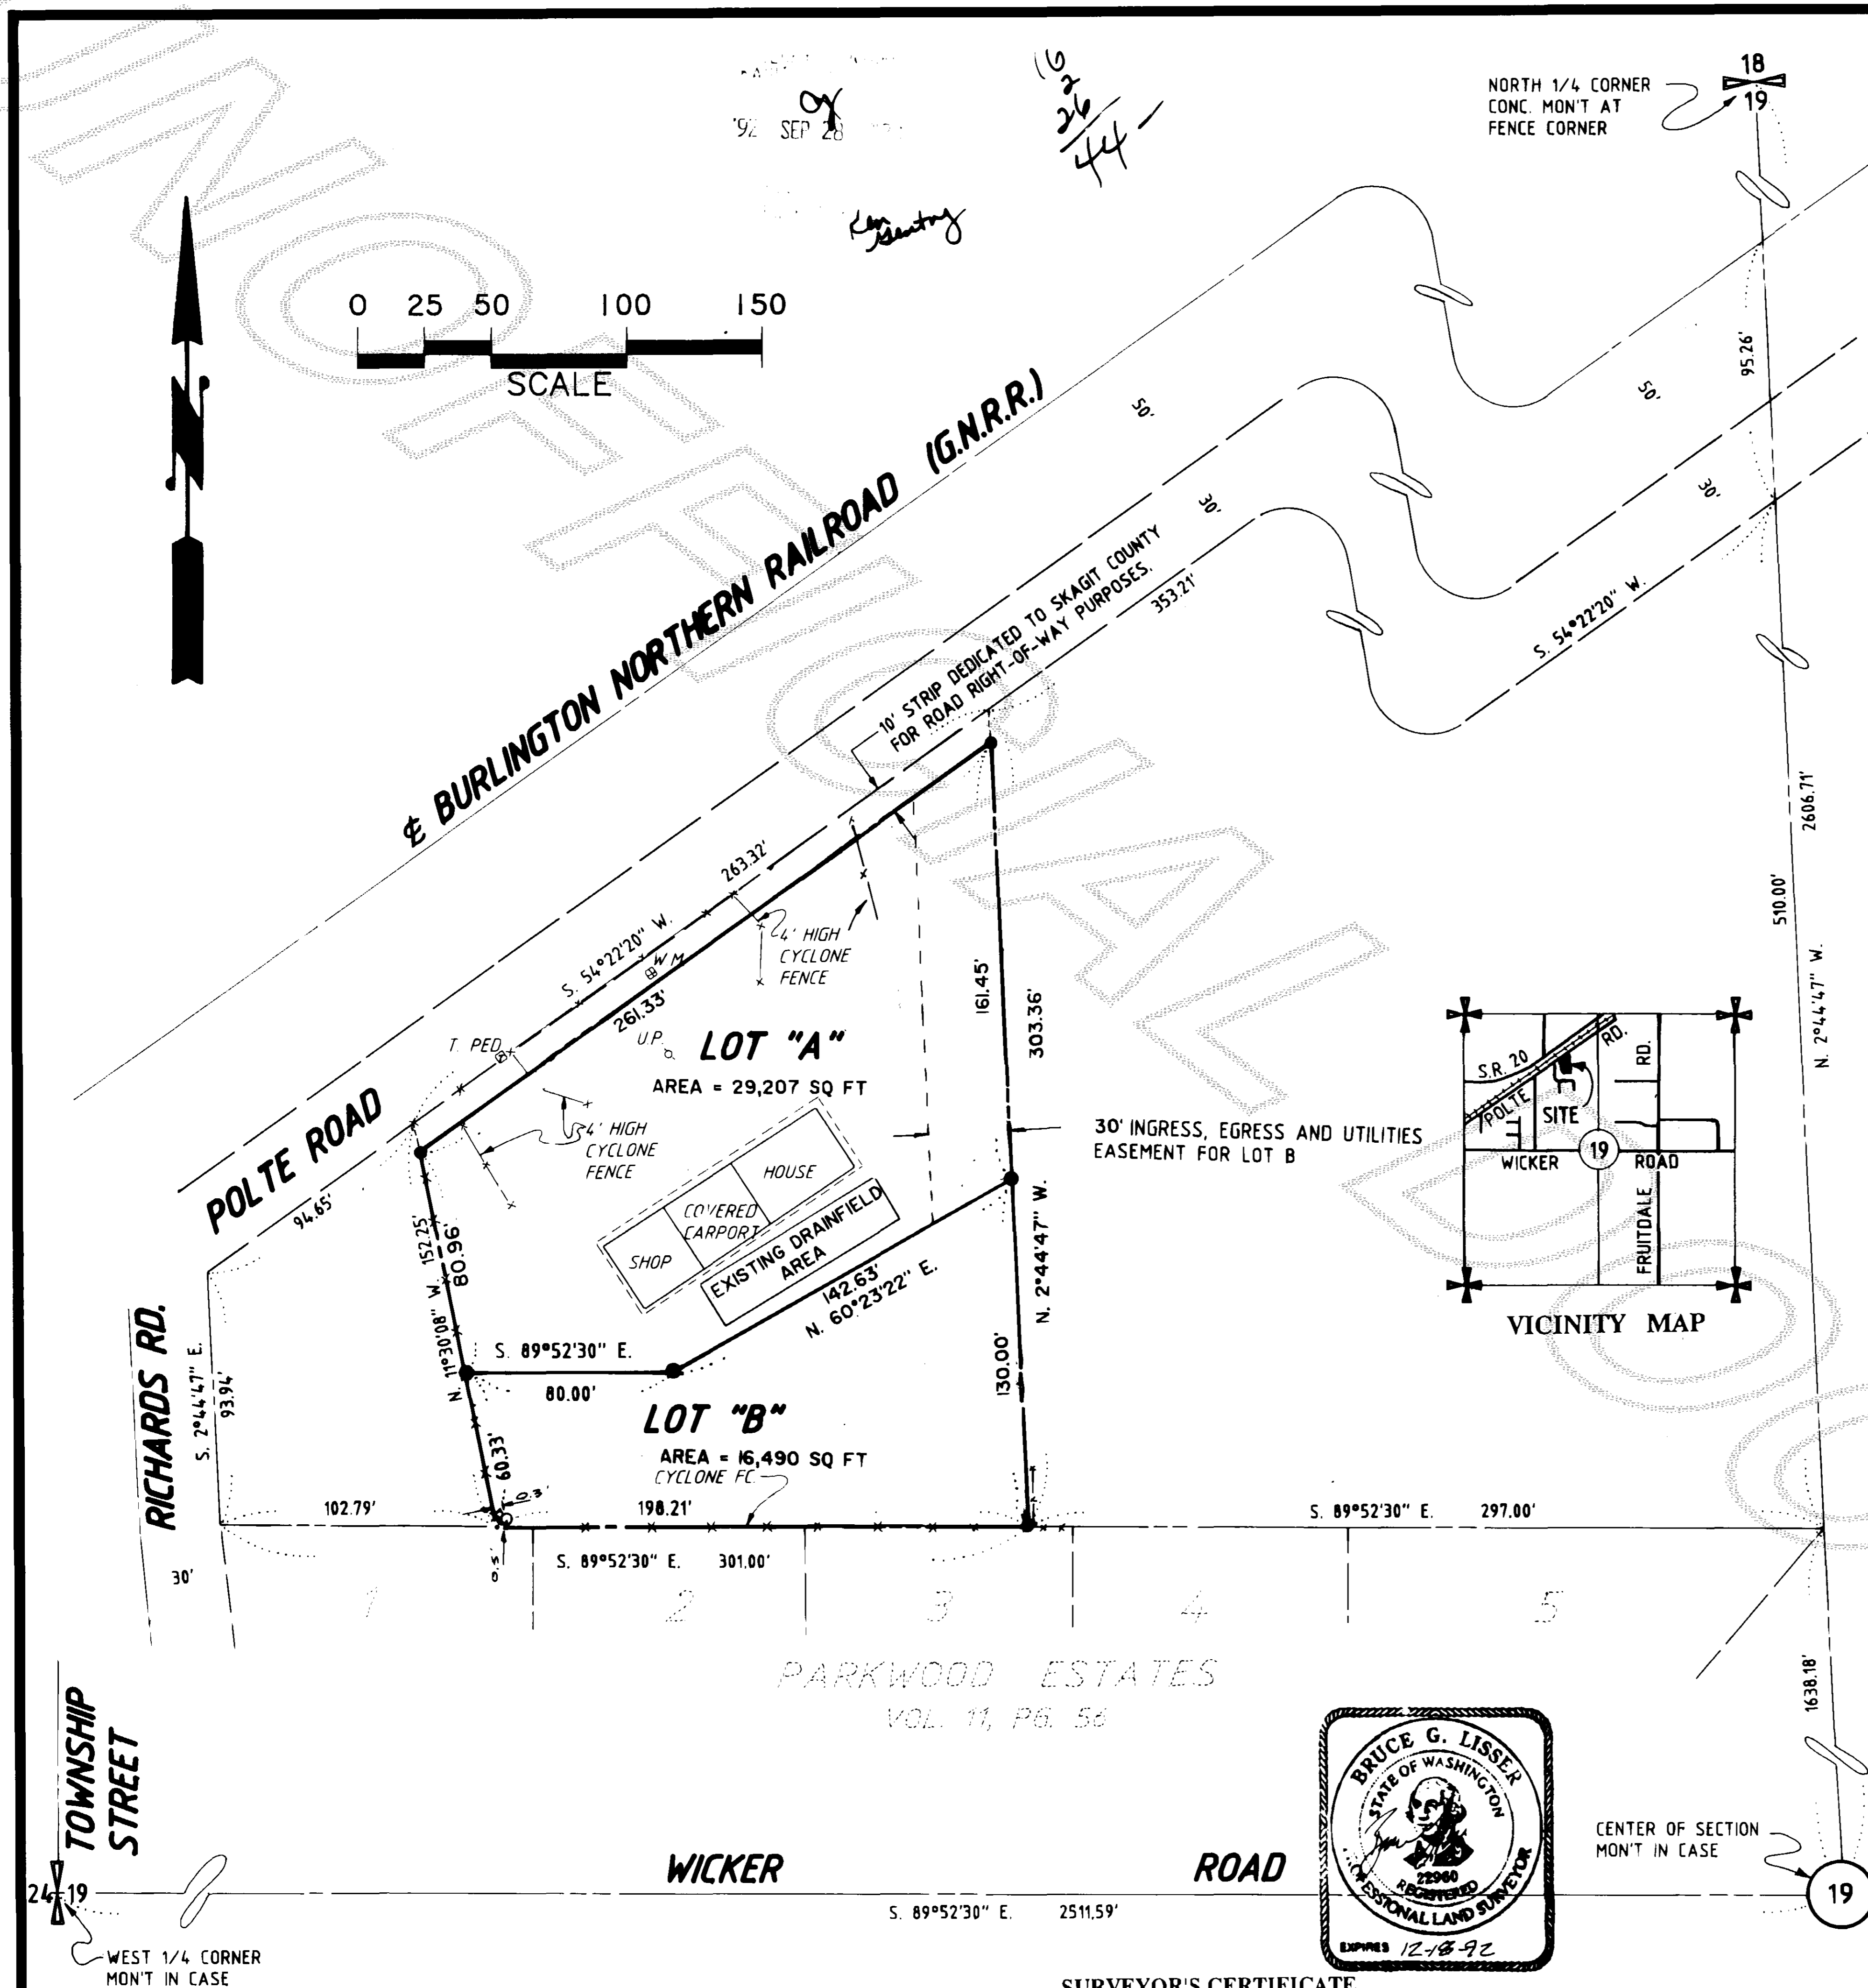 '92 SEP 28
16
2
26
44-
Ken Gentry
NORTH 1/4 CORNER
CONC. MON'T AT
FENCE CORNER
18
19
0 25 50 100 150
SCALE
N
UNOFFICIAL DOC
℄ BURLINGTON NORTHERN RAILROAD (G.N.R.R.)
50'
50'
30'
30'
95.26'
10' STRIP DEDICATED TO SKAGIT COUNTY
FOR ROAD RIGHT-OF-WAY PURPOSES.
353.21'
S. 54°22'20" W.
2606.71'
510.00'
N. 2°44'47" W.
263.32'
S. 54°22'20" W.
261.33'
4' HIGH
CYCLONE
FENCE
W M
U.P.
T. PED
LOT "A"
AREA = 29,207 SQ FT
161.45'
303.36'
4' HIGH
CYCLONE
FENCE
30' INGRESS, EGRESS AND UTILITIES
EASEMENT FOR LOT B
POLTE ROAD
94.65'
HOUSE
COVERED
CARPORT
SHOP
EXISTING DRAINFIELD
AREA
142.63'
N. 60°23'22" E.
N. 2°44'47" W.
130.00'
152.25'
80.96'
N. 11°30'08" W.
S. 89°52'30" E.
80.00'
S.R. 20
RD.
RD.
POLTE
SITE
19
WICKER ROAD
FRUITDALE
VICINITY MAP
RICHARDS RD.
S. 2°44'47" E.
93.94'
LOT "B"
AREA = 16,490 SQ FT
CYCLONE FC.
60.33'
0.3'
102.79'
198.21'
S. 89°52'30" E. 297.00'
0.5'
S. 89°52'30" E. 301.00'
30'
1 2 3 4 5
PARKWOOD ESTATES
VOL. 11, PG. 56
1638.18'
TOWNSHIP
STREET
BRUCE G. LISSER
STATE OF WASHINGTON
22960
REGISTERED
PROFESSIONAL LAND SURVEYOR
EXPIRES 12-18-92
CENTER OF SECTION
MON'T IN CASE
19
WICKER ROAD
24 19
S. 89°52'30" E. 2511.59'
WEST 1/4 CORNER
MON'T IN CASE
SURVEYOR'S CERTIFICATE